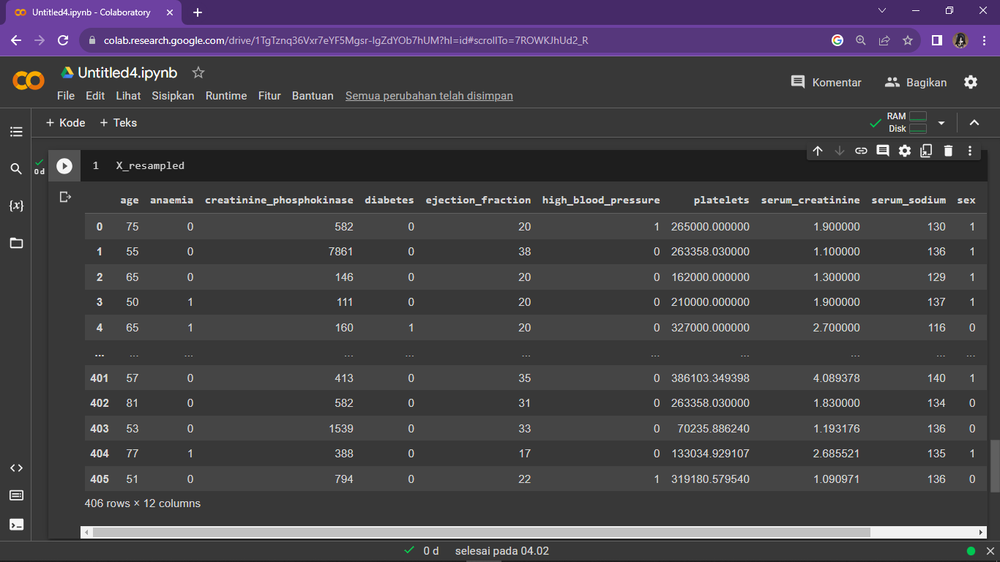 Untitled4.ipynb - Colaboratory
colab.research.google.com/drive/1TgTznq36Vxr7eYF5Mgsr-lgZdYOb7hUM?hl=id#scrollTo=7ROWKJhUd2_R
Untitled4.ipynb
Komentar Bagikan
File Edit Lihat Sisipkan Runtime Fitur Bantuan Semua perubahan telah disimpan
+ Kode + Teks
RAM
Disk
0 d
1 X_resampled
{x}
age anaemia creatinine_phosphokinase diabetes ejection_fraction high_blood_pressure platelets serum_creatinine serum_sodium sex
0 75 0 582 0 20 1 265000.000000 1.900000 130 1
1 55 0 7861 0 38 0 263358.030000 1.100000 136 1
2 65 0 146 0 20 0 162000.000000 1.300000 129 1
3 50 1 111 0 20 0 210000.000000 1.900000 137 1
4 65 1 160 1 20 0 327000.000000 2.700000 116 0
... ... ... ... ... ... ... ... ... ... ...
401 57 0 413 0 35 0 386103.349398 4.089378 140 1
402 81 0 582 0 31 0 263358.030000 1.830000 134 0
403 53 0 1539 0 33 0 70235.886240 1.193176 136 0
404 77 1 388 0 17 0 133034.929107 2.685521 135 1
405 51 0 794 0 22 1 319180.579540 1.090971 136 0
406 rows × 12 columns
0 d selesai pada 04.02